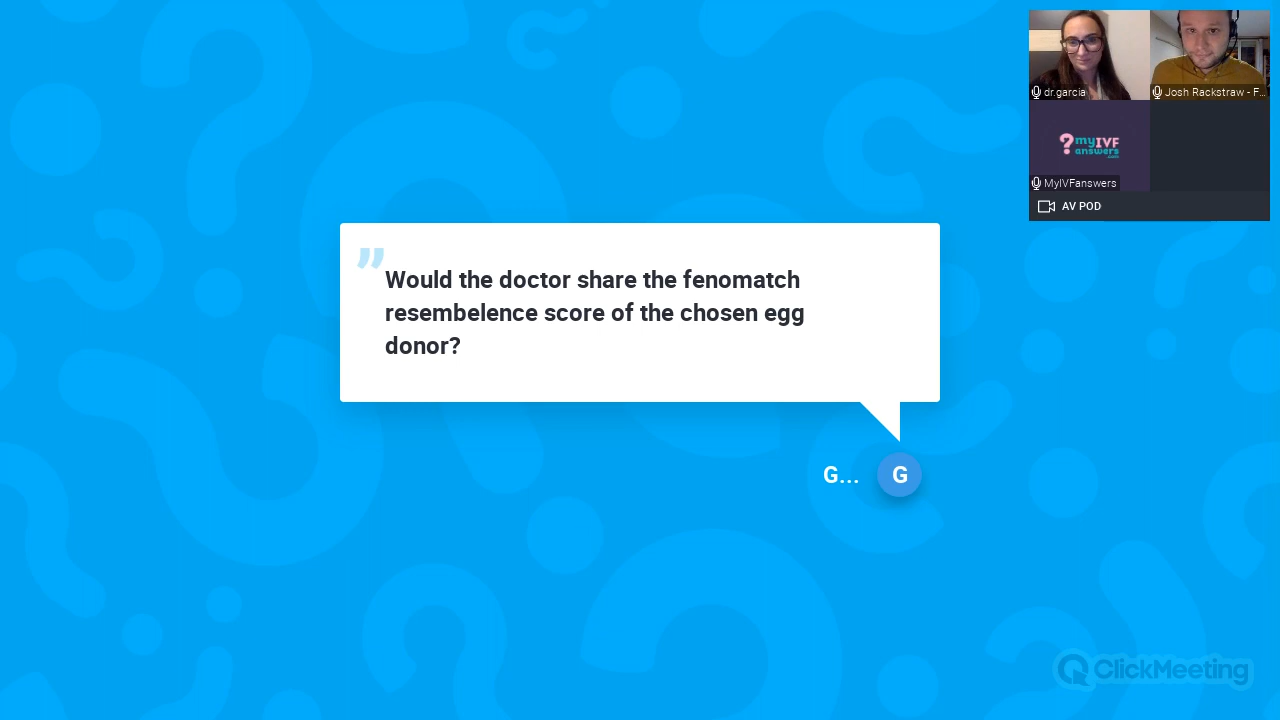 dr.garcia
Josh Rackstraw - F...
?myIVF
answers
.com
MyIVFanswers
AV POD
”
Would the doctor share the fenomatch
resembelence score of the chosen egg
donor?
G... G
ClickMeeting